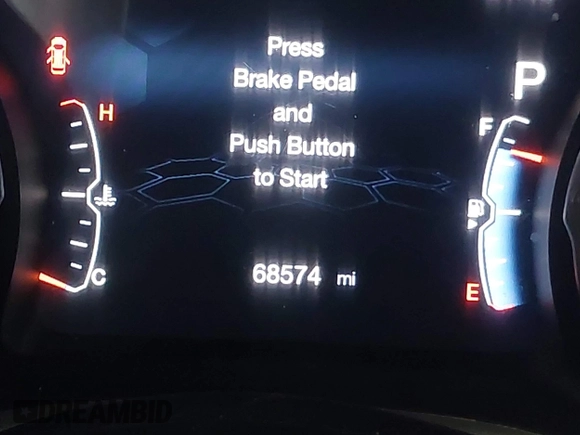 Press
Brake Pedal
and
Push Button
to Start
P
H
F
C
E
68574 mi
DREAMBID